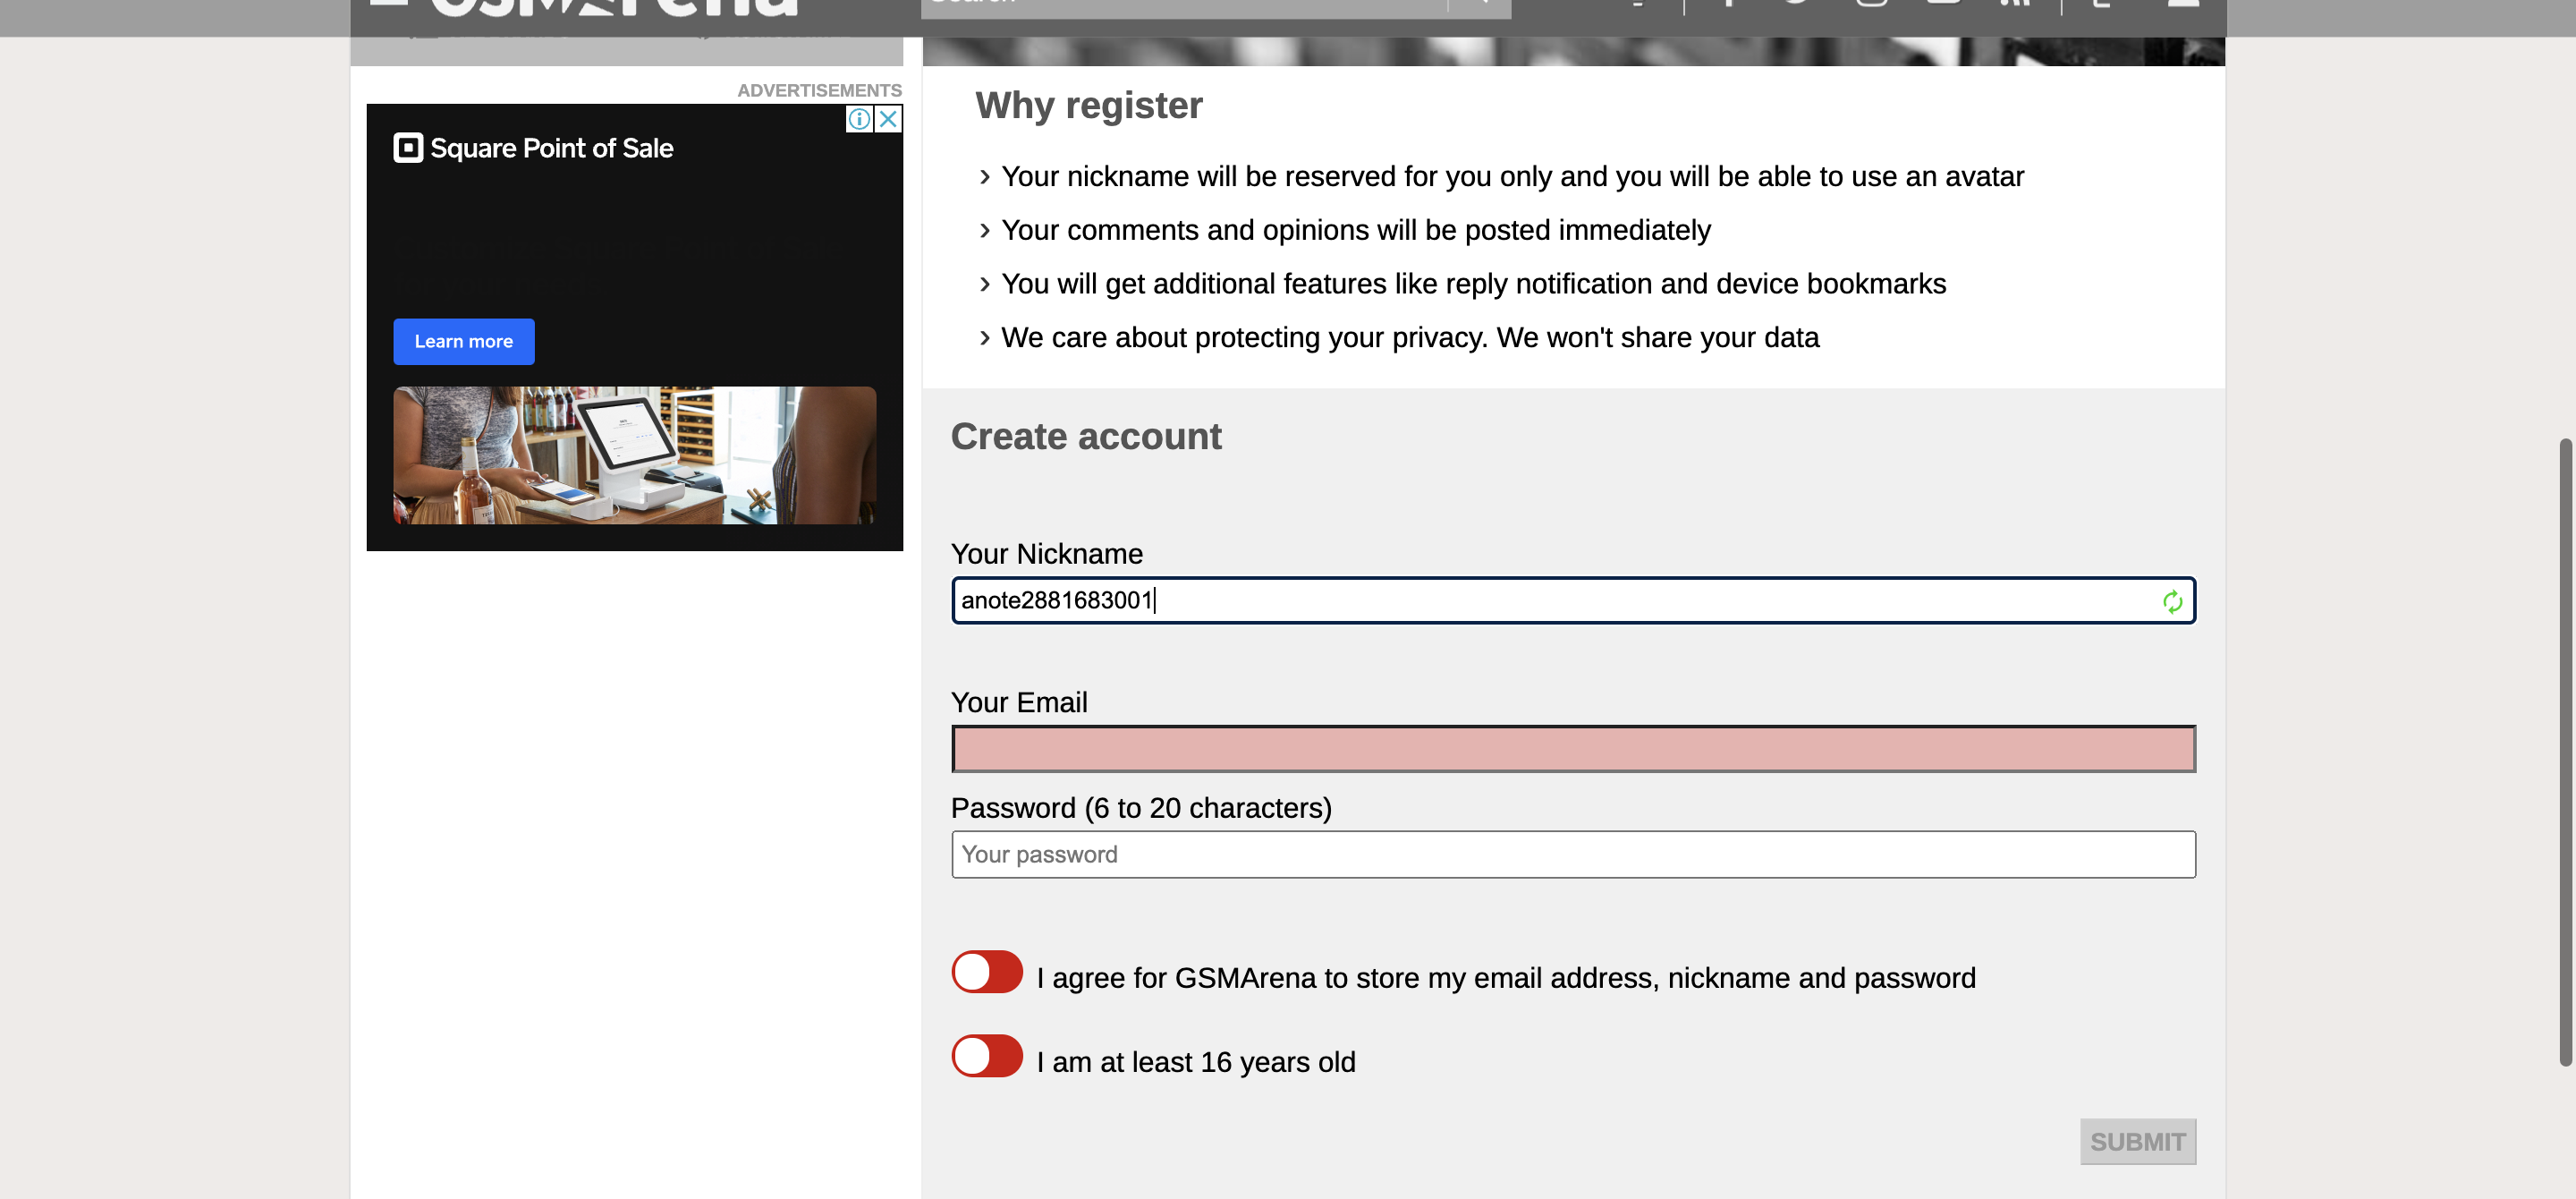 ADVERTISEMENTS
Square Point of Sale
Learn more
Why register
Your nickname will be reserved for you only and you will be able to use an avatar
Your comments and opinions will be posted immediately
You will get additional features like reply notification and device bookmarks
We care about protecting your privacy. We won't share your data
Create account
Your Nickname
anote2881683001
Your Email
Password (6 to 20 characters)
Your password
I agree for GSMArena to store my email address, nickname and password
I am at least 16 years old
SUBMIT